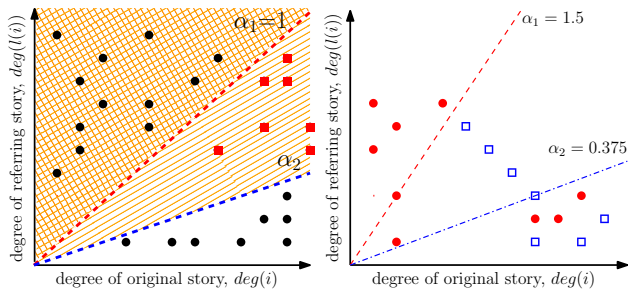 α₁=1
α₂
degree of referring story, deg(l(i))
degree of original story, deg(i)
α₁ = 1.5
α₂ = 0.375
degree of referring story, deg(l(i))
degree of original story, deg(i)